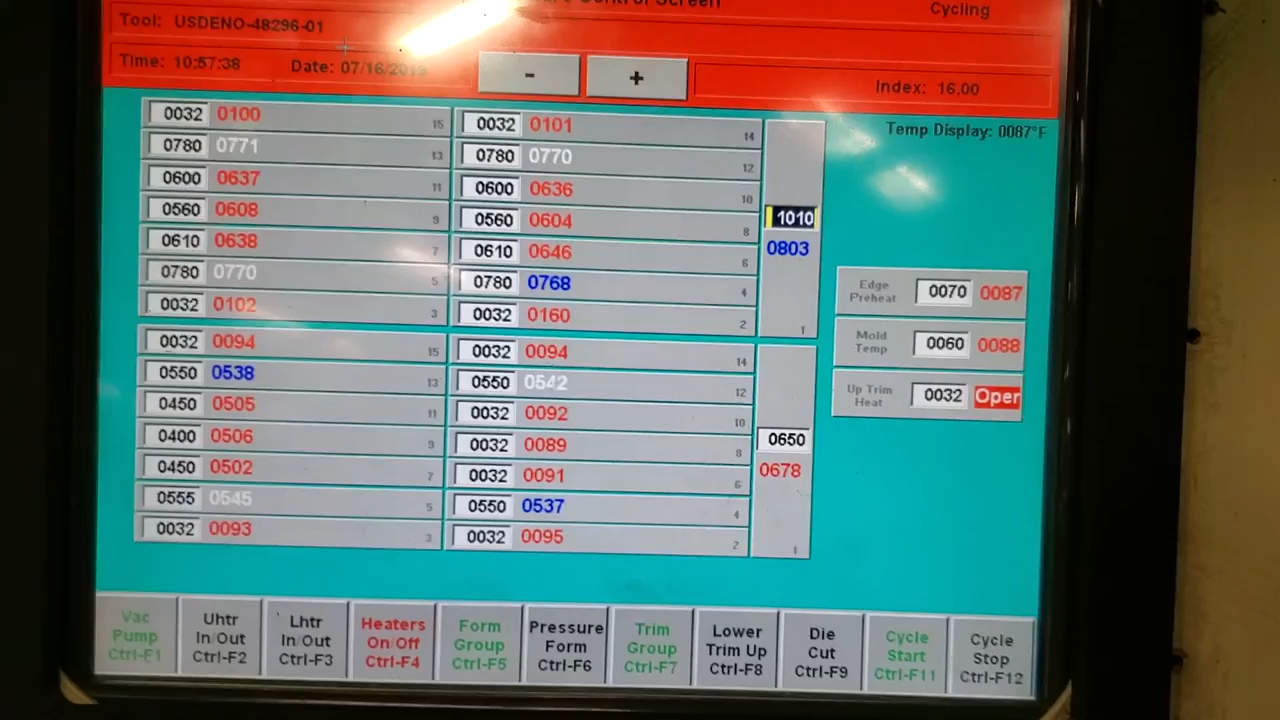 Control Screen
Cycling
Tool: USDENO-48296-01
Time: 10:57:38 Date: 07/16/2019 - + Index: 16.00
Temp Display: 0087°F
0032 0100 15 0032 0101 14
0780 0771 13 0780 0770 12
0600 0637 11 0600 0636 10
0560 0608 9 0560 0604 8
1010
0803
0610 0638 7 0610 0646 6
0780 0770 5 0780 0768 4
0032 0102 3 0032 0160 2
1
Edge Preheat 0070 0087
Mold Temp 0060 0088
Up Trim Heat 0032 Oper
0032 0094 15 0032 0094 14
0550 0538 13 0550 0542 12
0450 0505 11 0032 0092 10
0400 0506 9 0032 0089 8
0650
0678
0450 0502 7 0032 0091 6
0555 0545 5 0550 0537 4
0032 0093 3 0032 0095 2
1
Vac Pump Ctrl-F1
Uhtr In/Out Ctrl-F2
Lhtr In/Out Ctrl-F3
Heaters On/Off Ctrl-F4
Form Group Ctrl-F5
Pressure Form Ctrl-F6
Trim Group Ctrl-F7
Lower Trim Up Ctrl-F8
Die Cut Ctrl-F9
Cycle Start Ctrl-F11
Cycle Stop Ctrl-F12